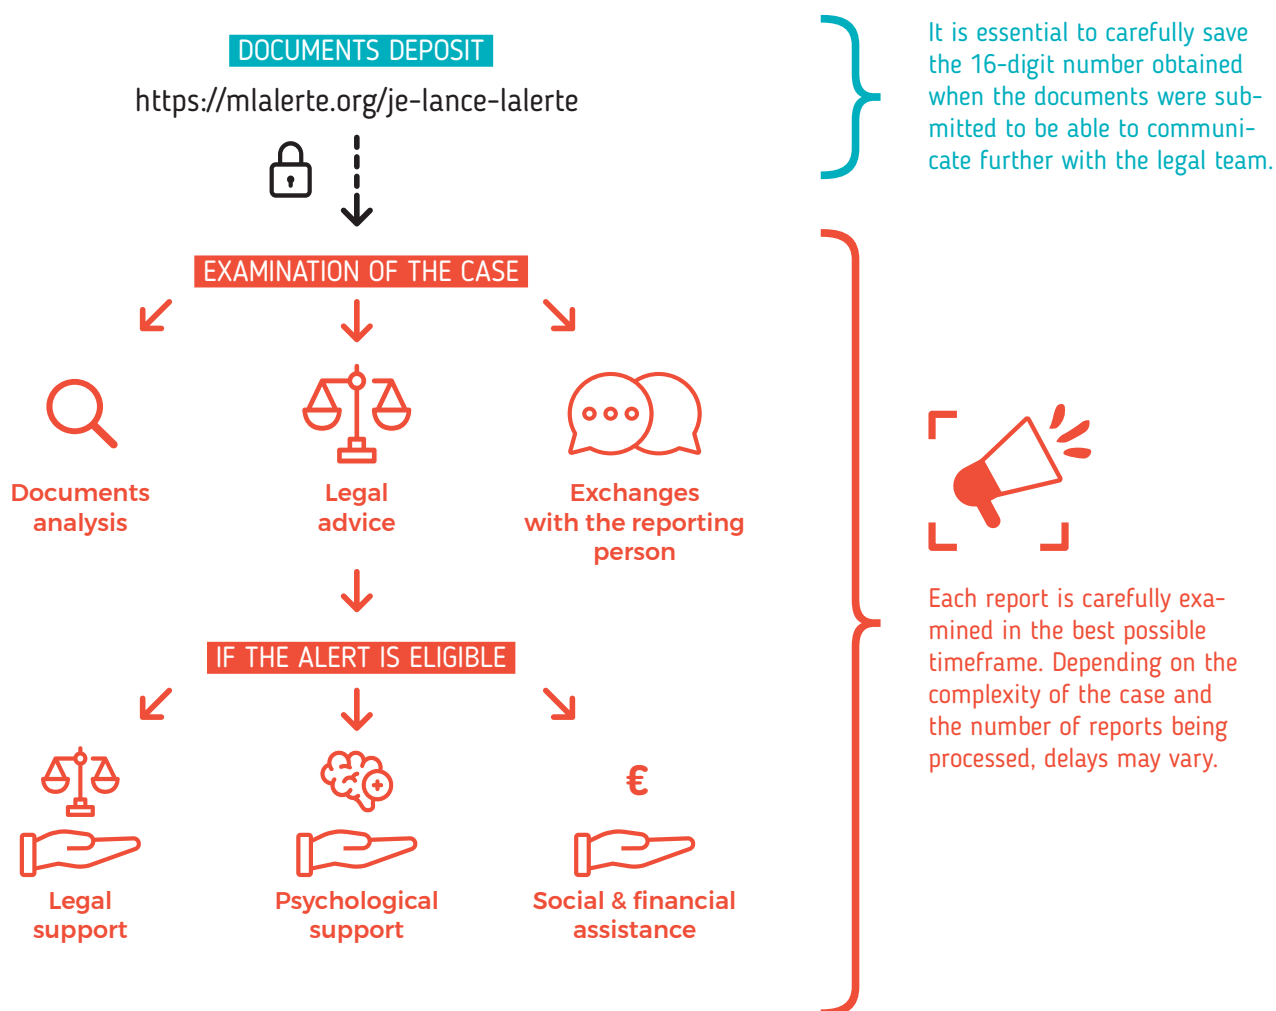 DOCUMENTS DEPOSIT
https://mlalerte.org/je-lance-lalerte
It is essential to carefully save
the 16-digit number obtained
when the documents were sub-
mitted to be able to communi-
cate further with the legal team.
EXAMINATION OF THE CASE
Documents
analysis
Legal
advice
Exchanges
with the reporting
person
IF THE ALERT IS ELIGIBLE
€
Legal
support
Psychological
support
Social & financial
assistance
Each report is carefully exa-
mined in the best possible
timeframe. Depending on the
complexity of the case and
the number of reports being
processed, delays may vary.